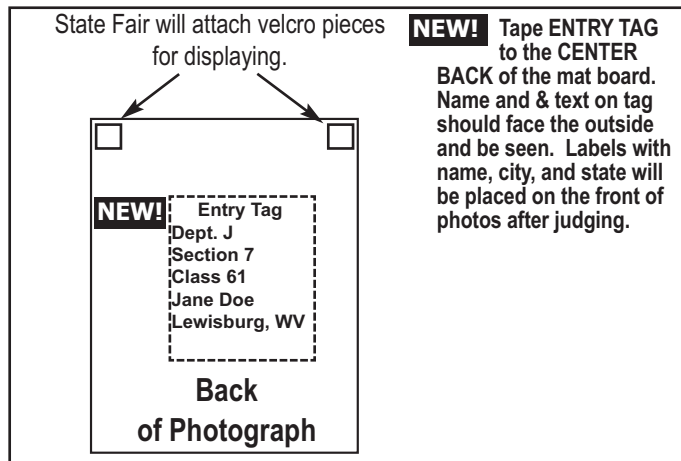 State Fair will attach velcro pieces
for displaying.
NEW! Tape ENTRY TAG
to the CENTER
BACK of the mat board.
Name and & text on tag
should face the outside
and be seen. Labels with
name, city, and state will
be placed on the front of
photos after judging.
NEW!
Entry Tag
Dept. J
Section 7
Class 61
Jane Doe
Lewisburg, WV
Back
of Photograph